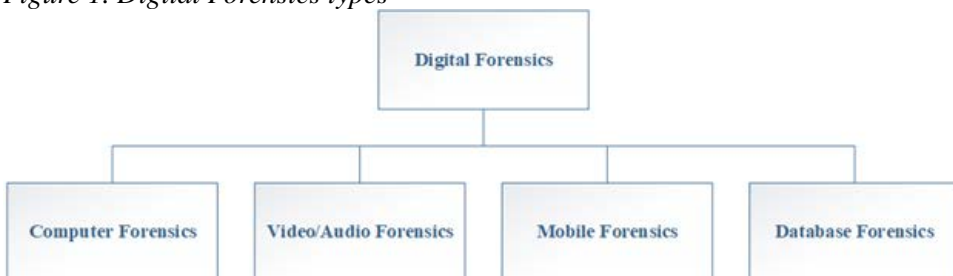 Figure 1: Digital Forensics types
Digital Forensics
Computer Forensics
Video/Audio Forensics
Mobile Forensics
Database Forensics